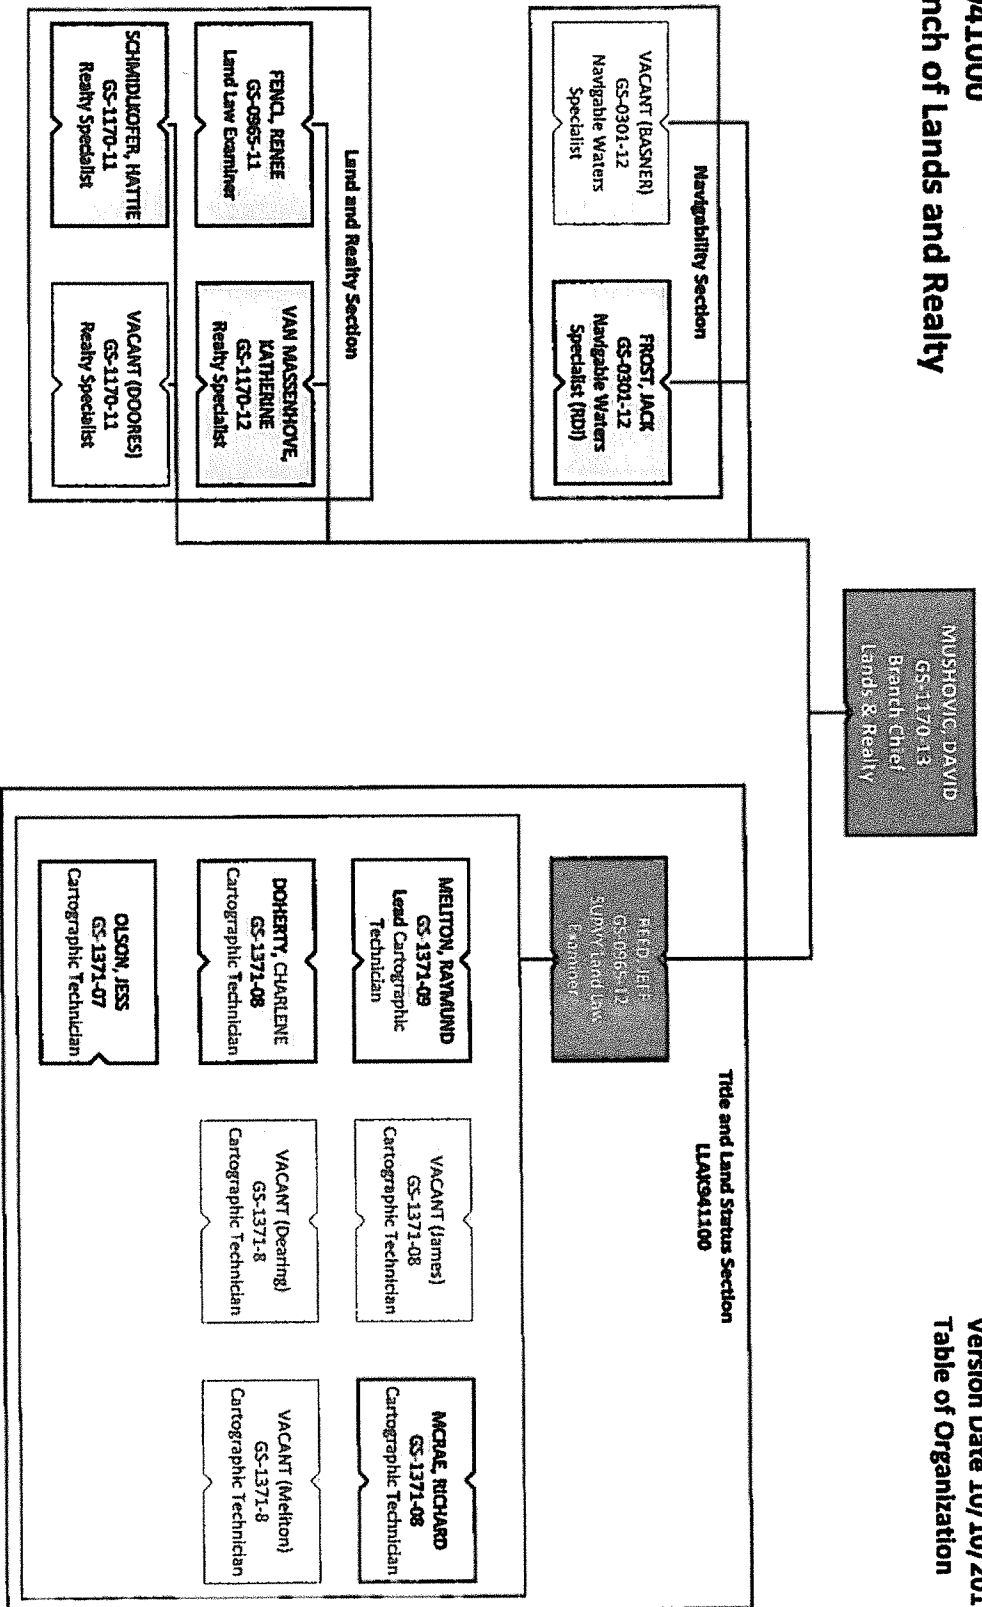 41000
nch of Lands and Realty
Version Date 10/10/201
Table of Organization
MUSHOVIC, DAVID
GS-1170-13
Branch Chief
Lands & Realty
Navigability Section
VACANT (BASNER)
GS-0301-12
Navigable Waters
Specialist
FROST, JACK
GS-0301-12
Navigable Waters
Specialist (RDI)
Land and Realty Section
FENCL, RENEE
GS-0965-11
Land Law Examiner
VAN MASSENHOVE,
KATHERINE
GS-1170-12
Realty Specialist
SCHMIDLKOFER, HATTIE
GS-1170-11
Realty Specialist
VACANT (DOORES)
GS-1170-11
Realty Specialist
Title and Land Status Section
LLAK941100
REED, JEFF
GS-0965-12
Supvy Land Law
Examiner
MELITON, RAYMUND
GS-1371-09
Lead Cartographic
Technician
VACANT (James)
GS-1371-08
Cartographic Technician
MCRAE, RICHARD
GS-1371-08
Cartographic Technician
DOHERTY, CHARLENE
GS-1371-08
Cartographic Technician
VACANT (Dearing)
GS-1371-8
Cartographic Technician
VACANT (Meliton)
GS-1371-8
Cartographic Technician
OLSON, JESS
GS-1371-07
Cartographic Technician